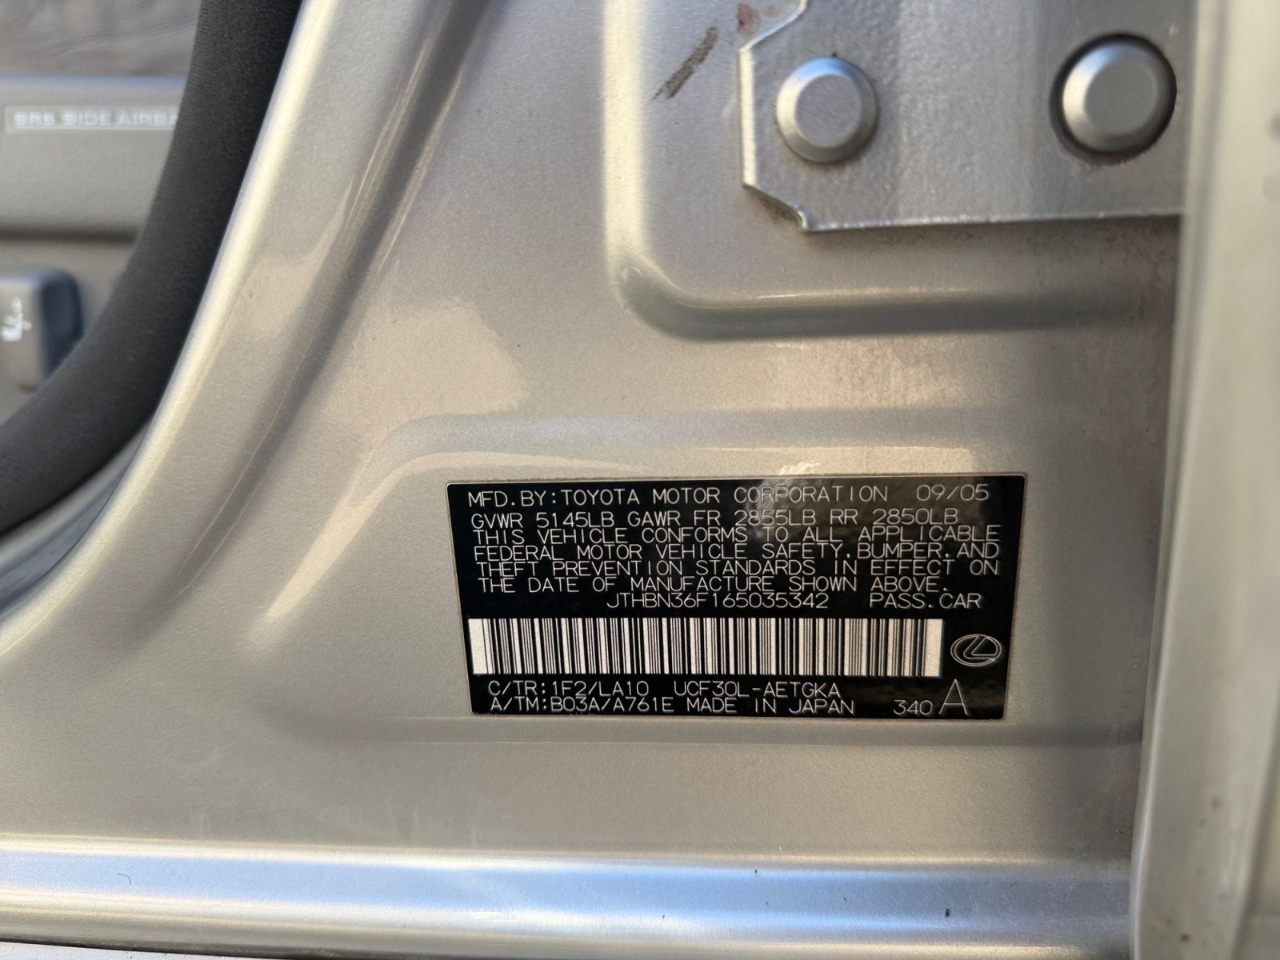 SRS SIDE AIRBA
MFD. BY: TOYOTA MOTOR CORPORATION 09/05
GVWR 5145LB GAWR FR 2855LB RR 2850LB
THIS VEHICLE CONFORMS TO ALL APPLICABLE
FEDERAL MOTOR VEHICLE SAFETY, BUMPER, AND
THEFT PREVENTION STANDARDS IN EFFECT ON
THE DATE OF MANUFACTURE SHOWN ABOVE.
JTHBN36F165035342 PASS. CAR
C/TR: 1F2/LA10 UCF30L-AETGKA
A/TM: B03A/A761E MADE IN JAPAN 340 A